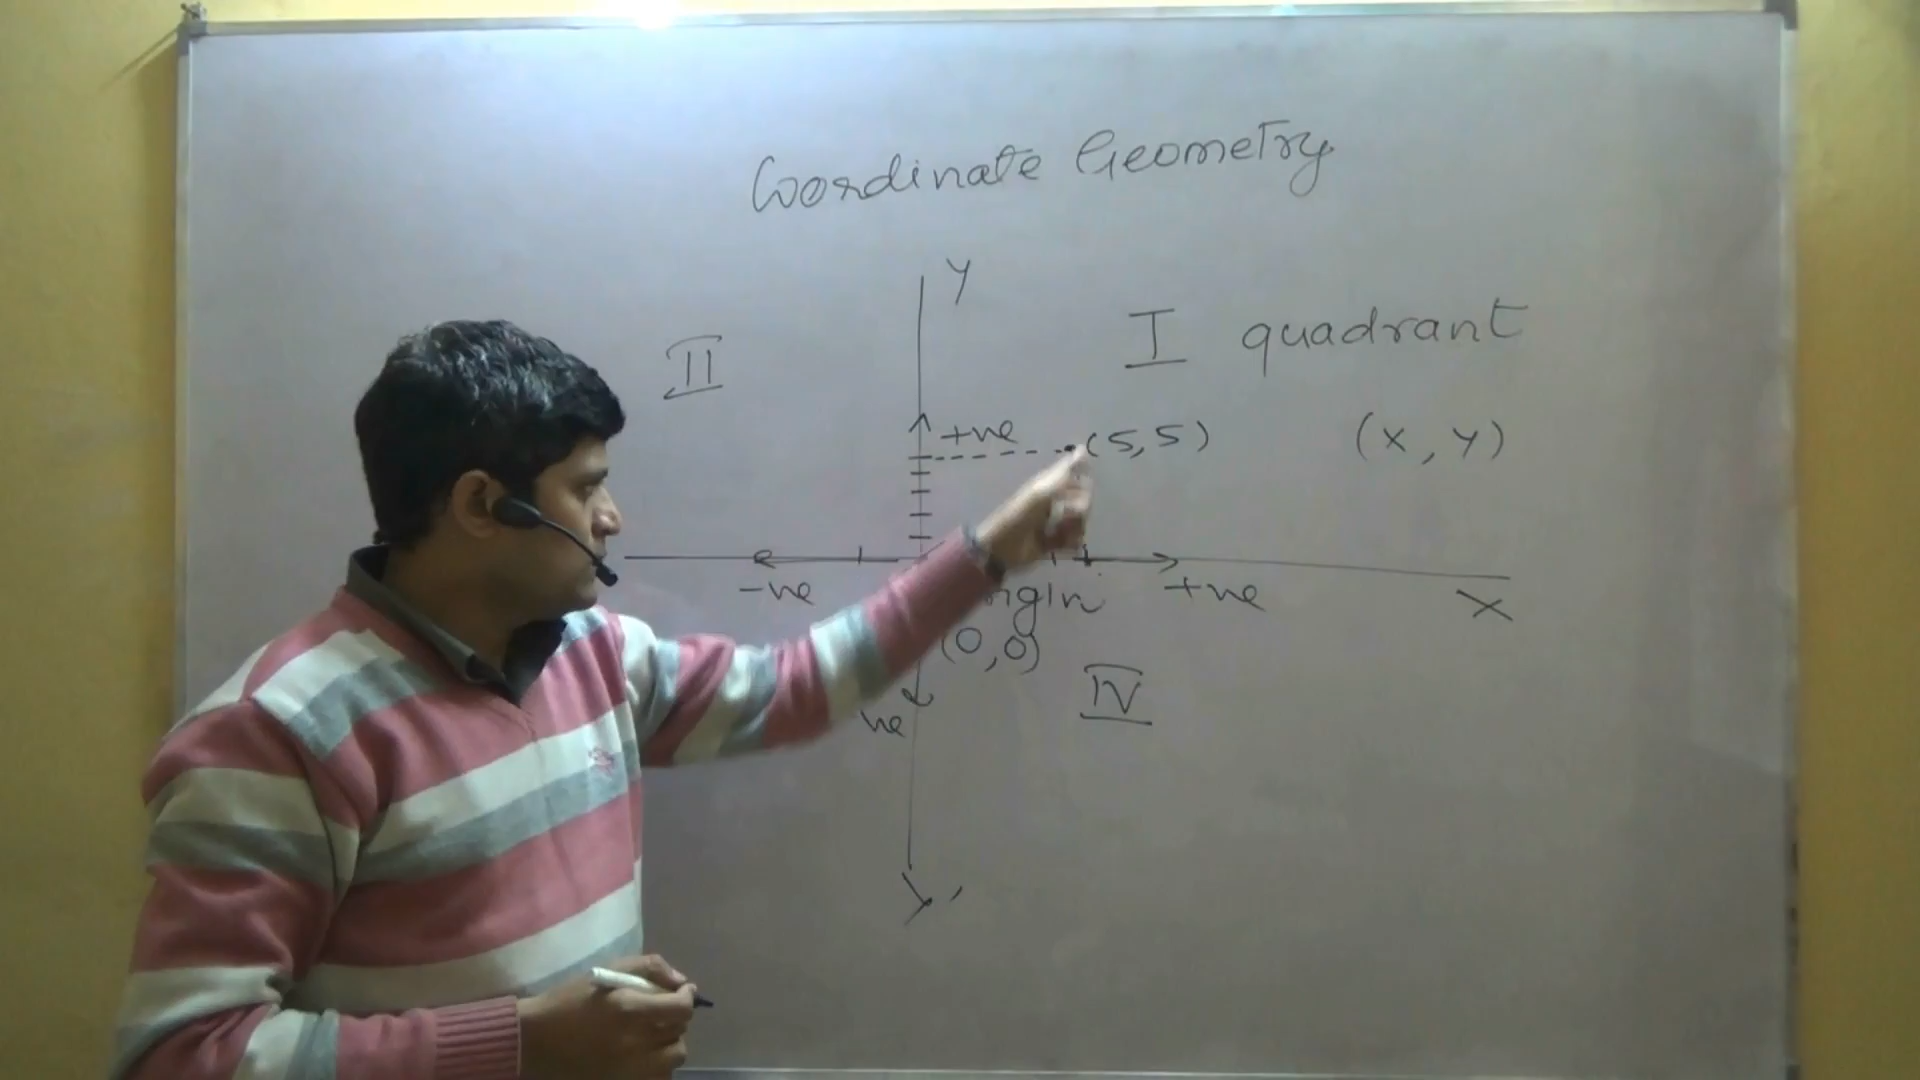 Coordinate Geometry
Y
I quadrant
II
+ve
(5,5)
(x, y)
-ve
+ve
X
(0,0)
IV
ve
Y'